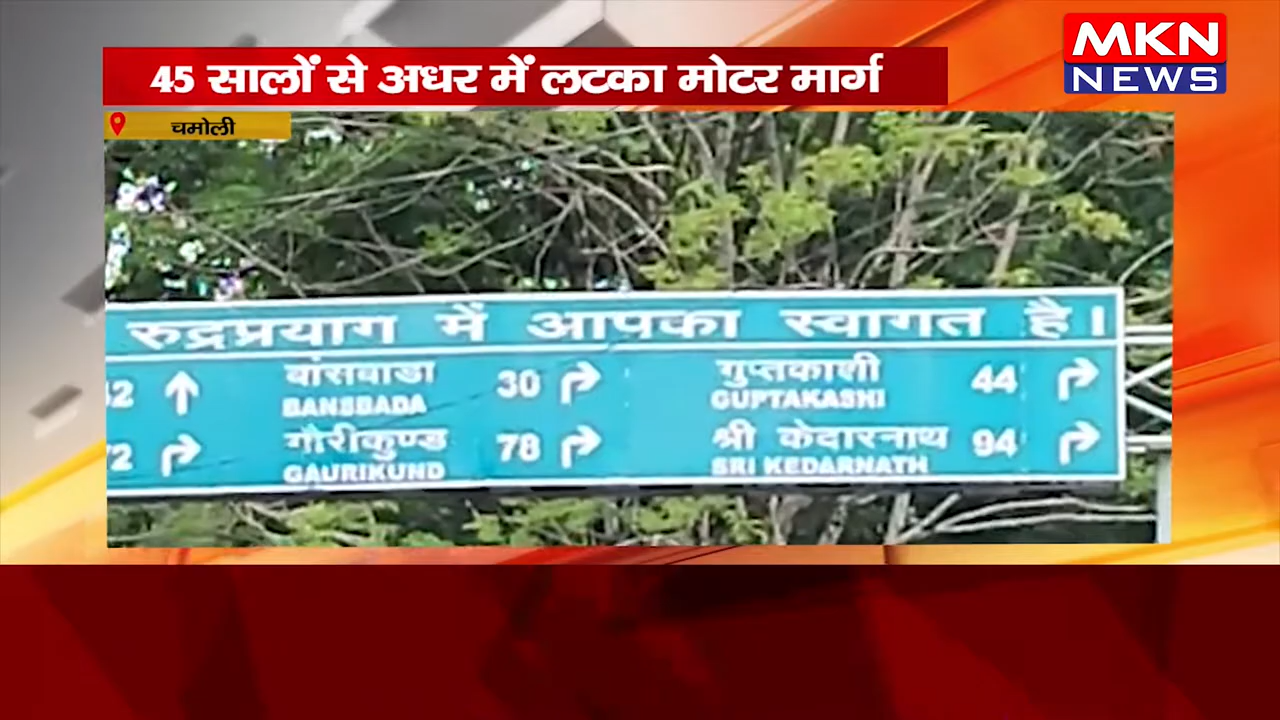 MKN
NEWS
45 सालों से अधर में लटका मोटर मार्ग
चमोली
रुद्रप्रयाग में आपका स्वागत है।
बांसवाडा 30 गुप्तकाशी 44
BANSBADA GUPTAKASHI
गौरीकुण्ड 78 श्री केदारनाथ 94
GAURIKUND SRI KEDARNATH